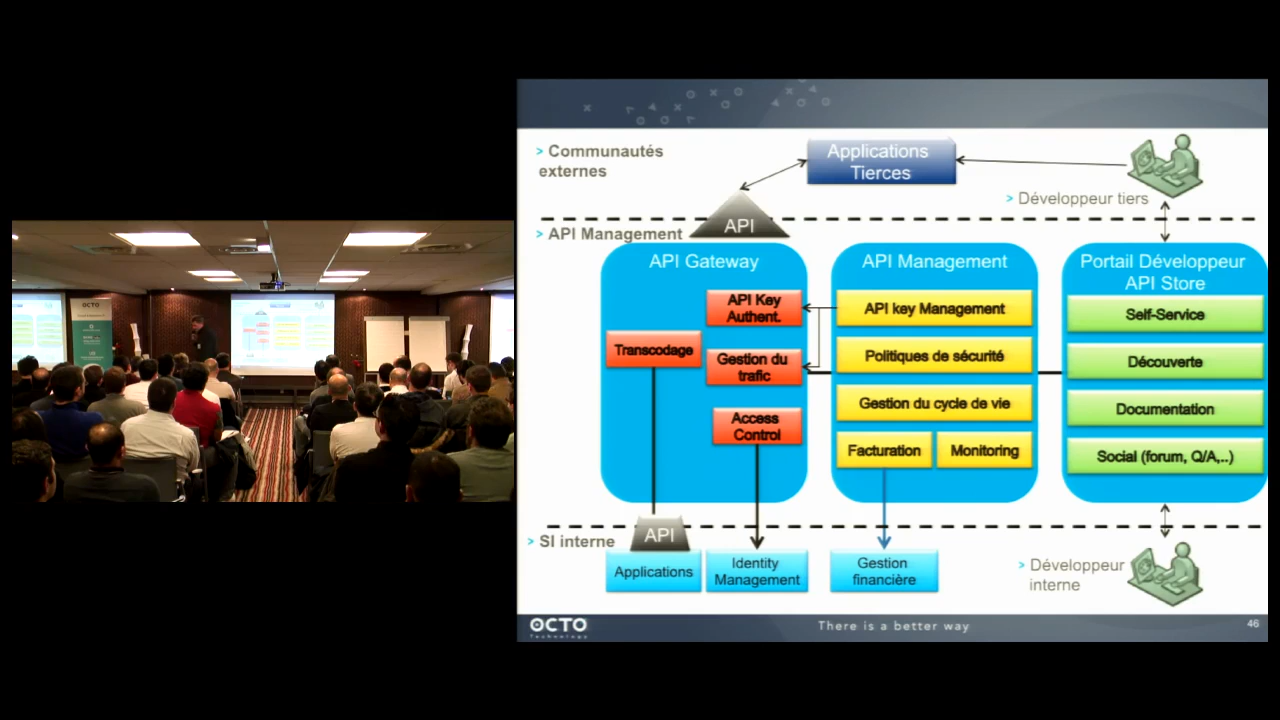 > Communautés
externes
Applications
Tierces
> Développeur tiers
API
> API Management
API Gateway
API Key
Authent.
Transcodage
Gestion du
trafic
Access
Control
API Management
API key Management
Politiques de sécurité
Gestion du cycle de vie
Facturation
Monitoring
Portail Développeur
API Store
Self-Service
Découverte
Documentation
Social (forum, Q/A,..)
> SI interne
API
Applications
Identity
Management
Gestion
financière
> Développeur
interne
OCTO
Technology
There is a better way
46
OCTO